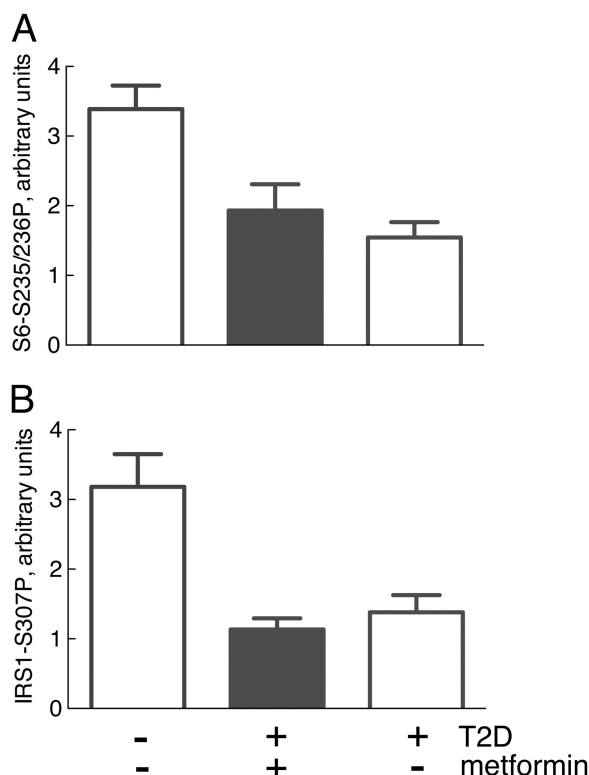 A
S6-S235/236P, arbitrary units
4
3
2
1
0
B
IRS1-S307P, arbitrary units
4
3
2
1
0
- + + T2D
- + - metformin